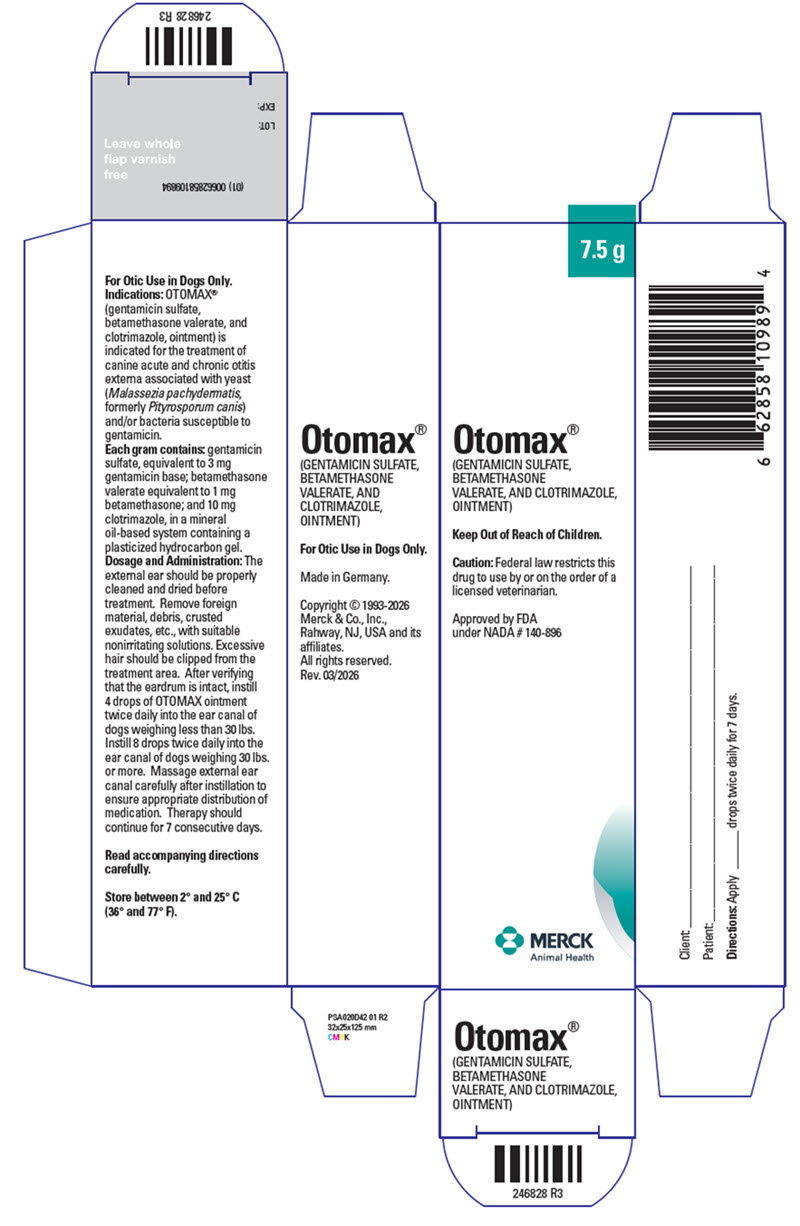 246828 R3
EXP:
LOT:
Leave whole
flap varnish
free
(01) 00662858109894
For Otic Use in Dogs Only.
Indications: OTOMAX®
(gentamicin sulfate,
betamethasone valerate, and
clotrimazole, ointment) is
indicated for the treatment of
canine acute and chronic otitis
externa associated with yeast
(Malassezia pachydermatis,
formerly Pityrosporum canis)
and/or bacteria susceptible to
gentamicin.
Each gram contains: gentamicin
sulfate, equivalent to 3 mg
gentamicin base; betamethasone
valerate equivalent to 1 mg
betamethasone; and 10 mg
clotrimazole, in a mineral
oil-based system containing a
plasticized hydrocarbon gel.
Dosage and Administration: The
external ear should be properly
cleaned and dried before
treatment. Remove foreign
material, debris, crusted
exudates, etc., with suitable
nonirritating solutions. Excessive
hair should be clipped from the
treatment area. After verifying
that the eardrum is intact, instill
4 drops of OTOMAX ointment
twice daily into the ear canal of
dogs weighing less than 30 lbs.
Instill 8 drops twice daily into the
ear canal of dogs weighing 30 lbs.
or more. Massage external ear
canal carefully after instillation to
ensure appropriate distribution of
medication. Therapy should
continue for 7 consecutive days.
Read accompanying directions
carefully.
Store between 2° and 25° C
(36° and 77° F).
Otomax®
(GENTAMICIN SULFATE,
BETAMETHASONE
VALERATE, AND
CLOTRIMAZOLE,
OINTMENT)
For Otic Use in Dogs Only.
Made in Germany.
Copyright © 1993-2026
Merck & Co., Inc.,
Rahway, NJ, USA and its
affiliates.
All rights reserved.
Rev. 03/2026
PSA020D42 01 R2
32x25x125 mm
CMYK
7.5 g
Otomax®
(GENTAMICIN SULFATE,
BETAMETHASONE
VALERATE, AND CLOTRIMAZOLE,
OINTMENT)
Keep Out of Reach of Children.
Caution: Federal law restricts this
drug to use by or on the order of a
licensed veterinarian.
Approved by FDA
under NADA # 140-896
MERCK
Animal Health
Otomax®
(GENTAMICIN SULFATE,
BETAMETHASONE
VALERATE, AND CLOTRIMAZOLE,
OINTMENT)
246828 R3
6 62858 10989 4
Client:
Patient:
Directions: Apply ______ drops twice daily for 7 days.